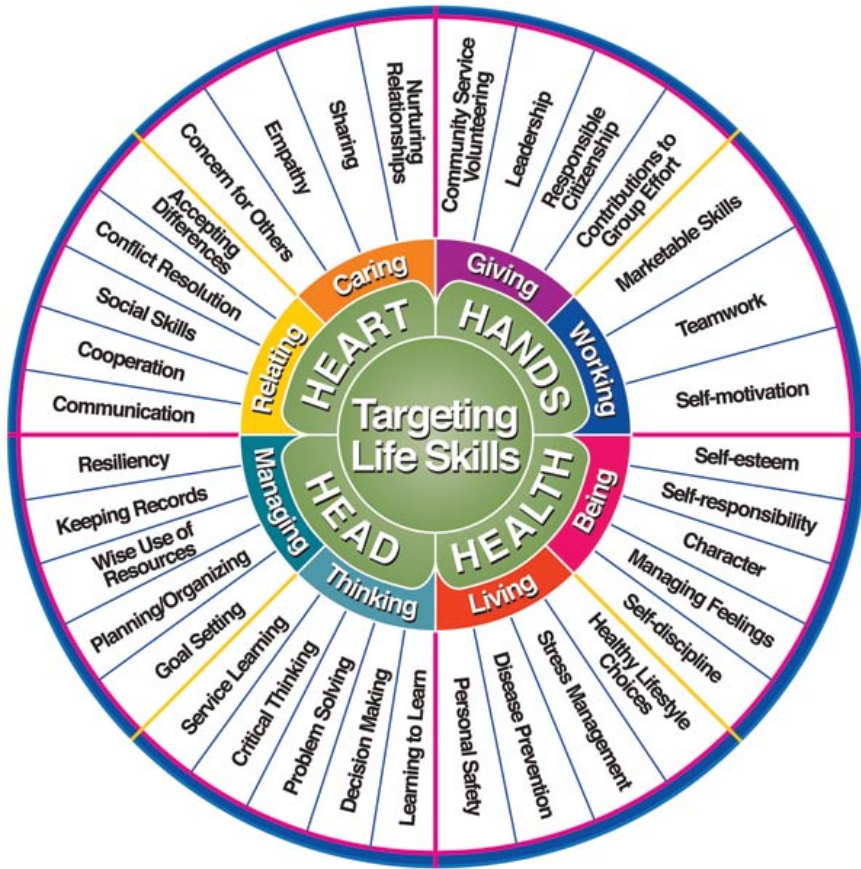 Targeting
Life Skills
HEART
HANDS
HEALTH
HEAD
Caring
Giving
Working
Being
Living
Thinking
Managing
Relating
Nurturing
Relationships
Sharing
Empathy
Concern for Others
Accepting
Differences
Conflict Resolution
Social Skills
Cooperation
Communication
Community Service
Volunteering
Leadership
Responsible
Citizenship
Contributions to
Group Effort
Marketable Skills
Teamwork
Self-motivation
Self-esteem
Self-responsibility
Character
Managing Feelings
Self-discipline
Healthy Lifestyle
Choices
Stress Management
Disease Prevention
Personal Safety
Learning to Learn
Decision Making
Problem Solving
Critical Thinking
Service Learning
Goal Setting
Planning/Organizing
Wise Use of
Resources
Keeping Records
Resiliency